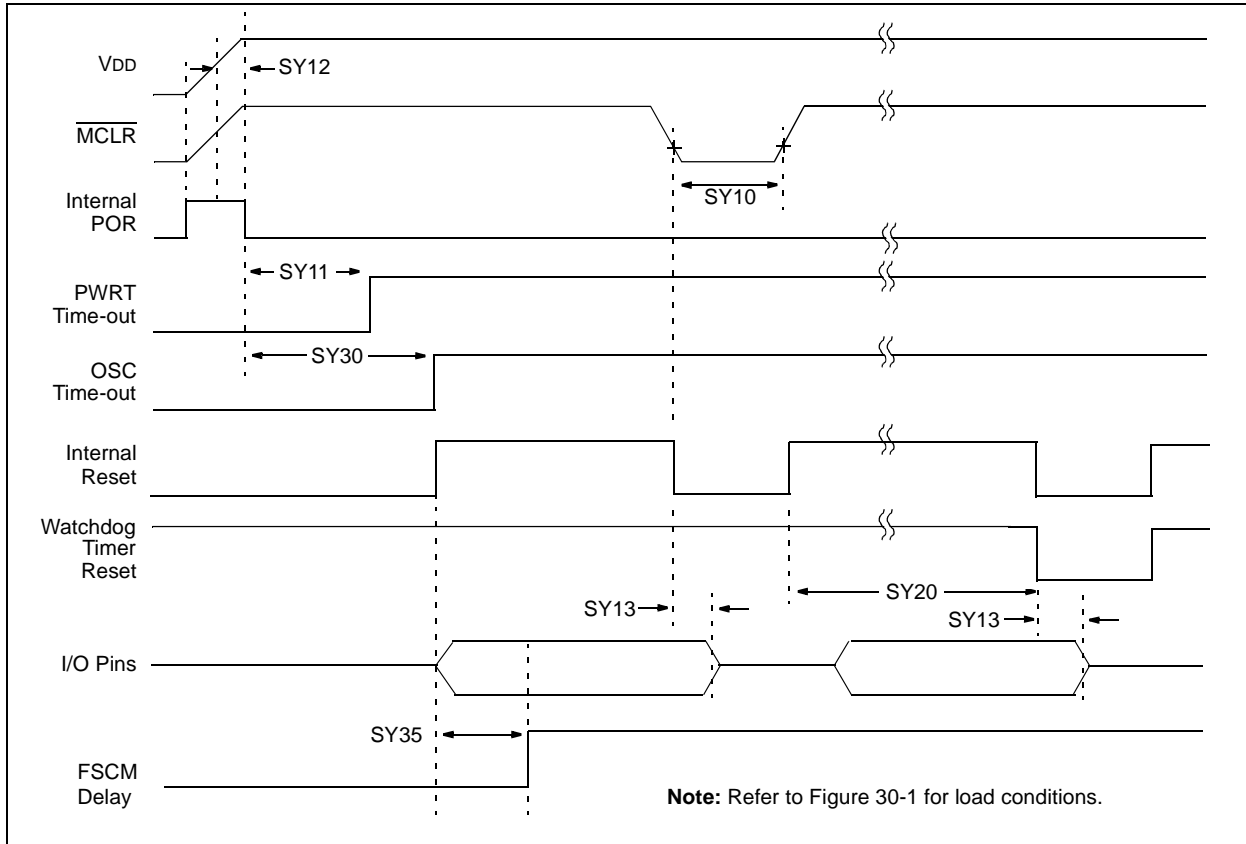 VDD
SY12
MCLR
SY10
Internal
POR
SY11
PWRT
Time-out
SY30
OSC
Time-out
Internal
Reset
Watchdog
Timer
Reset
SY20
SY13
SY13
I/O Pins
SY35
FSCM
Delay
Note: Refer to Figure 30-1 for load conditions.